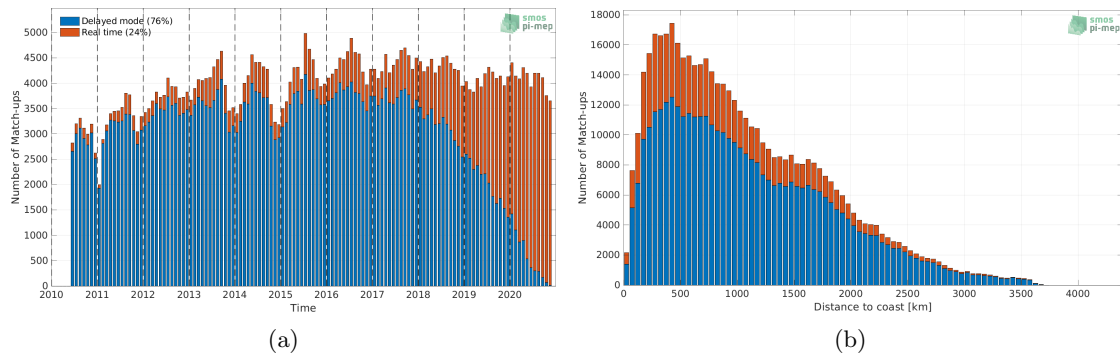 Delayed mode (76%)
Real time (24%)
smos
pi-mep
5000
4500
4000
3500
3000
2500
2000
1500
1000
500
0
Number of Match-ups
2010 2011 2012 2013 2014 2015 2016 2017 2018 2019 2020
Time
(a)
smos
pi-mep
18000
16000
14000
12000
10000
8000
6000
4000
2000
0
Number of Match-ups
0 500 1000 1500 2000 2500 3000 3500 4000
Distance to coast [km]
(b)